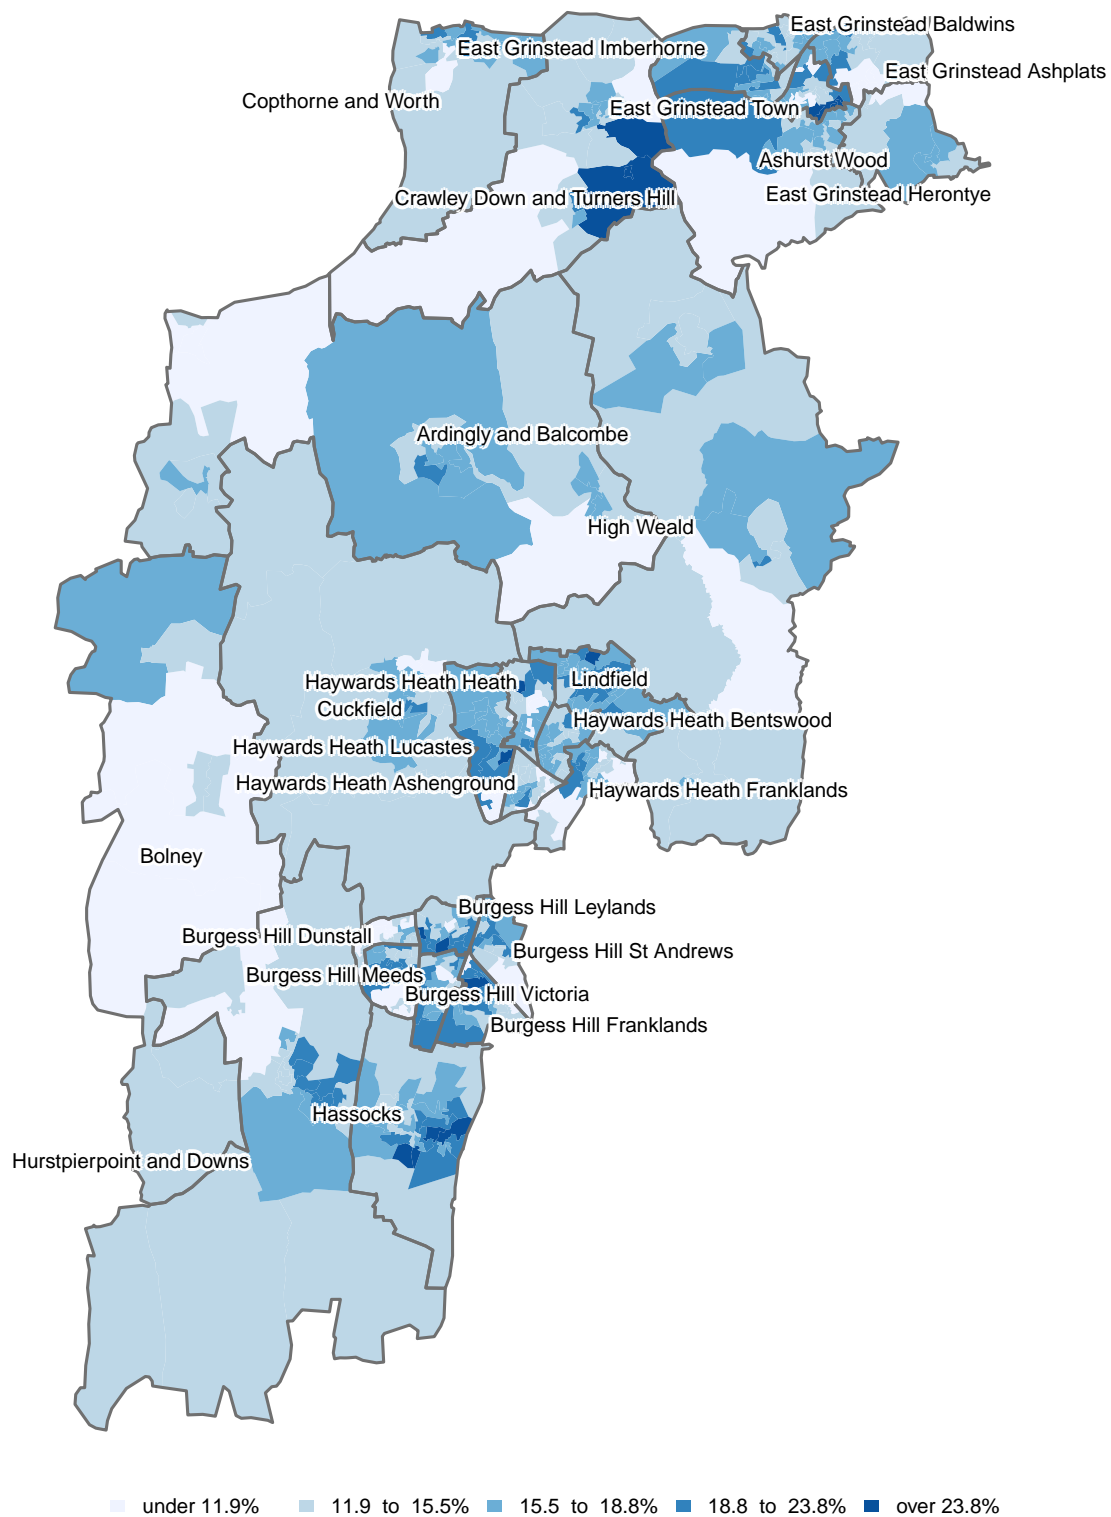 East Grinstead Baldwins
East Grinstead Imberhorne
East Grinstead Ashplats
Copthorne and Worth
East Grinstead Town
Ashurst Wood
East Grinstead Herontye
Crawley Down and Turners Hill
Ardingly and Balcombe
High Weald
Haywards Heath Heath
Lindfield
Cuckfield
Haywards Heath Bentswood
Haywards Heath Lucastes
Haywards Heath Ashenground
Haywards Heath Franklands
Bolney
Burgess Hill Leylands
Burgess Hill Dunstall
Burgess Hill St Andrews
Burgess Hill Meeds
Burgess Hill Victoria
Burgess Hill Franklands
Hassocks
Hurstpierpoint and Downs
under 11.9% 11.9 to 15.5% 15.5 to 18.8% 18.8 to 23.8% over 23.8%